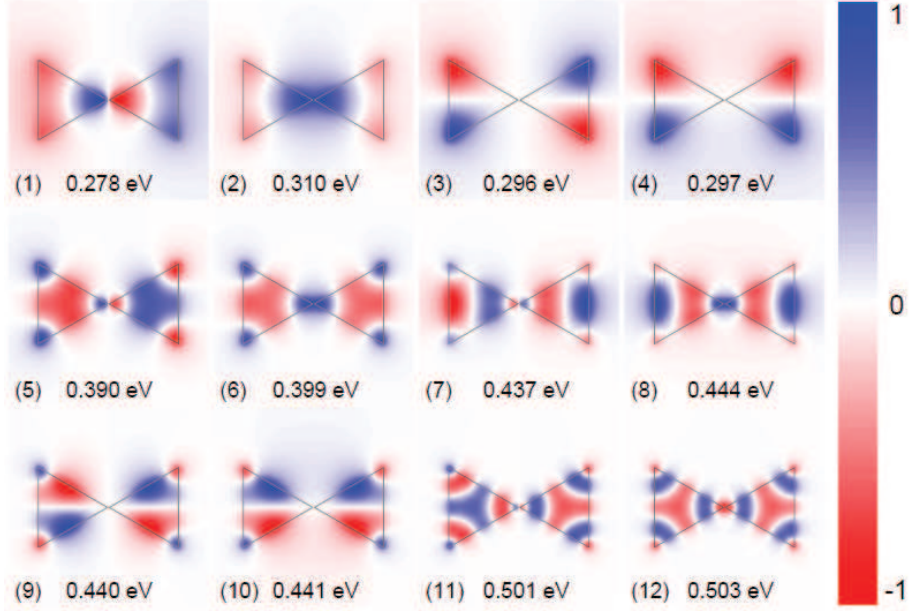 1
(1) 0.278 eV (2) 0.310 eV (3) 0.296 eV (4) 0.297 eV
0
(5) 0.390 eV (6) 0.399 eV (7) 0.437 eV (8) 0.444 eV
(9) 0.440 eV (10) 0.441 eV (11) 0.501 eV (12) 0.503 eV
-1